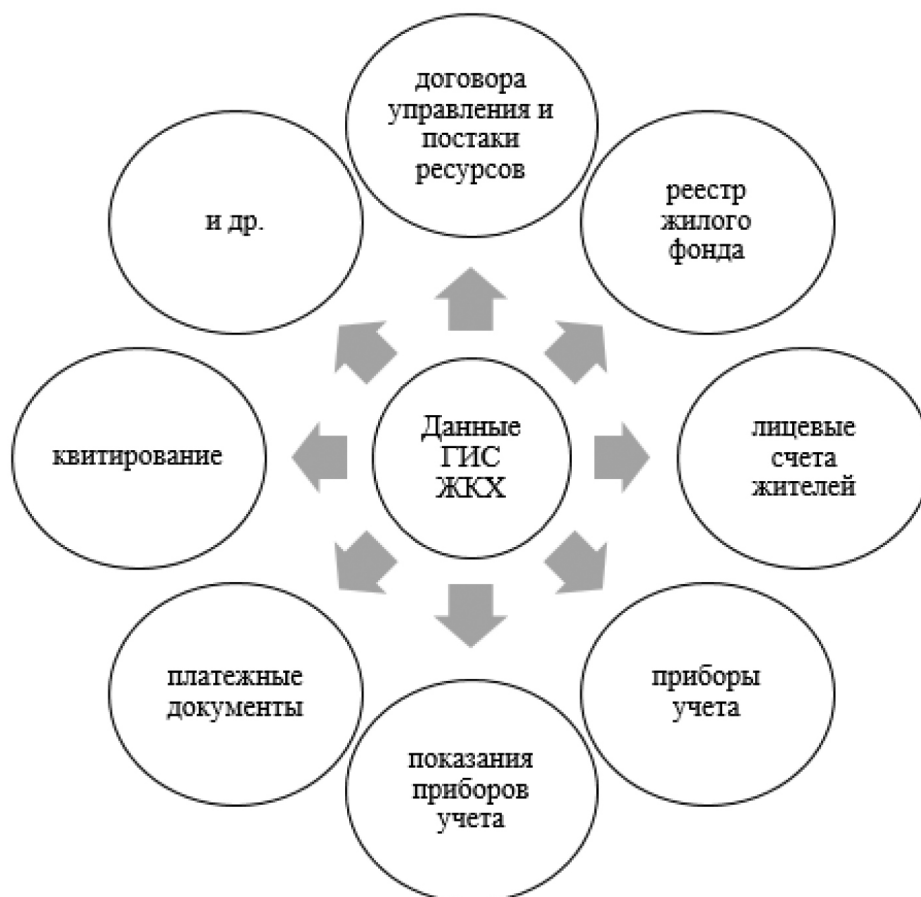 договора
управления и
постаки
ресурсов
реестр
жилого
фонда
лицевые
счета
жителей
приборы
учета
показания
приборов
учета
платежные
документы
квитирование
и др.
Данные
ГИС
ЖКХ